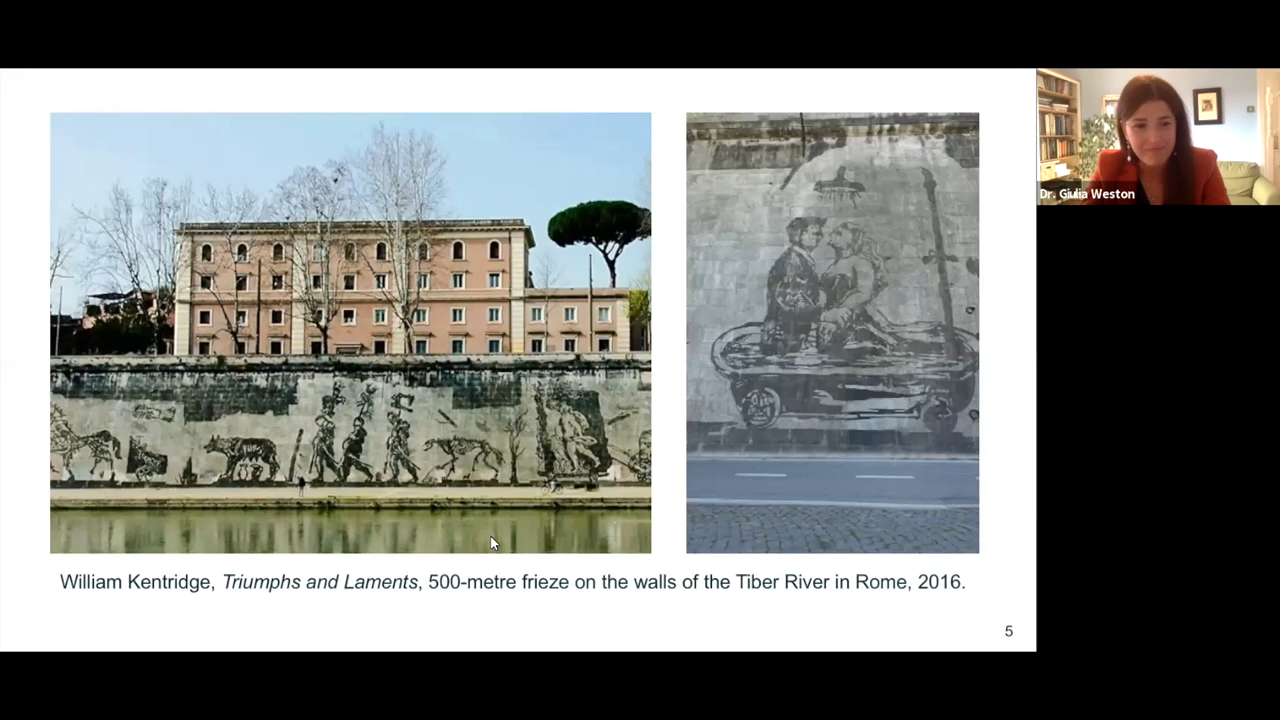 Dr. Giulia Weston
William Kentridge, Triumphs and Laments, 500-metre frieze on the walls of the Tiber River in Rome, 2016.
5